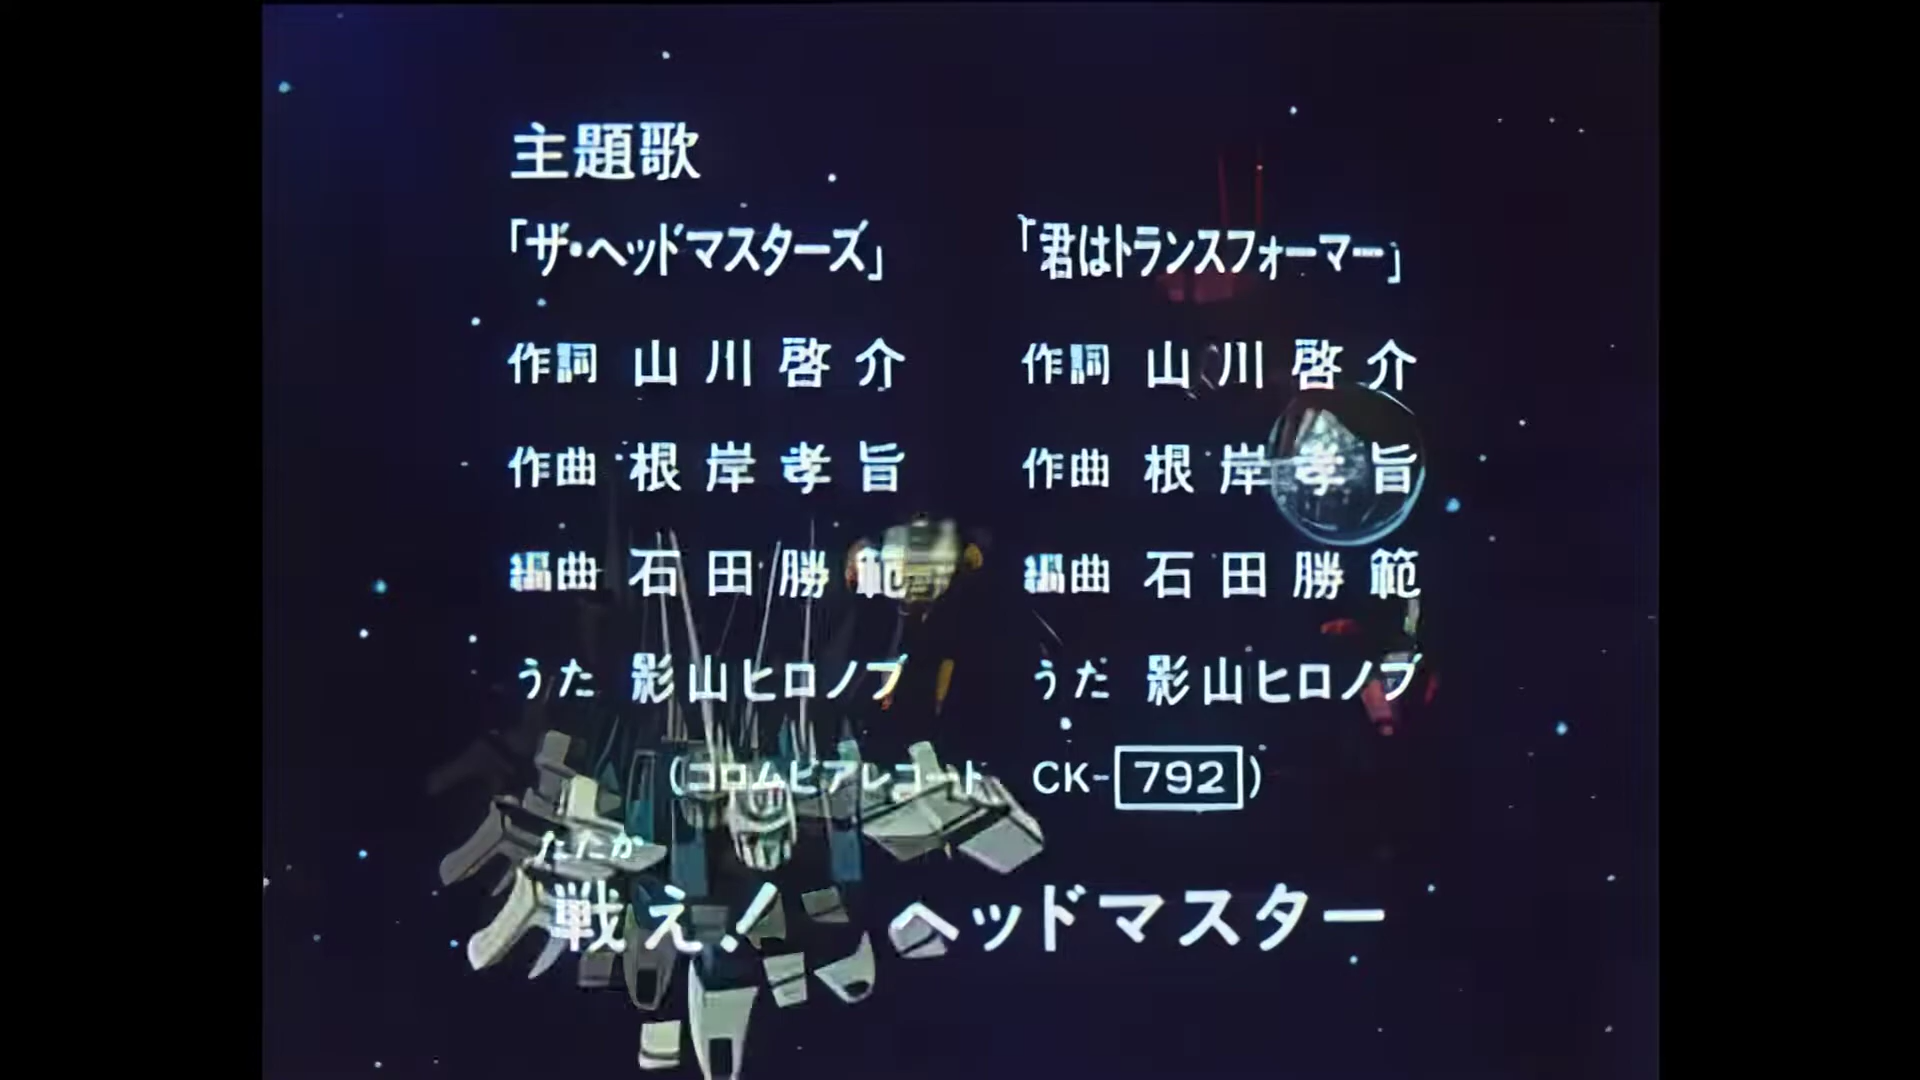 主題歌
「ザ・ヘッドマスターズ」 「君はトランスフォーマー」
作詞 山川啓介 作詞 山川啓介
作曲 根岸孝旨 作曲 根岸孝旨
編曲 石田勝範 編曲 石田勝範
うた 影山ヒロノブ うた 影山ヒロノブ
(コロムビアレコード CK-792)
たたか
戦え! ヘッドマスター